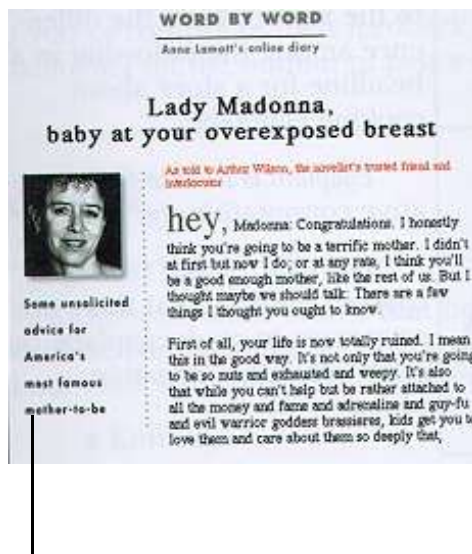 WORD BY WORD
Anne Lamott's online diary
Lady Madonna,
baby at your overexposed breast
As told to Arthur Wilson, the novelist's trusted friend and
interlocutor
hey, Madonna: Congratulations. I honestly
think you're going to be a terrific mother. I didn't
at first but now I do; or at any rate, I think you'll
be a good enough mother, like the rest of us. But I
thought maybe we should talk. There are a few
things I thought you ought to know.
First of all, your life is now totally ruined. I mean
this in the good way. It's not only that you're going
to be so nuts and exhausted and weepy. It's also
that while you can't help but be rather attached to
all the money and fame and adrenaline and guy-fu
and evil warrior goddess brassieres, kids get you to
love them and care about them so deeply that,
Some unsolicited
advice for
America's
most famous
mother-to-be